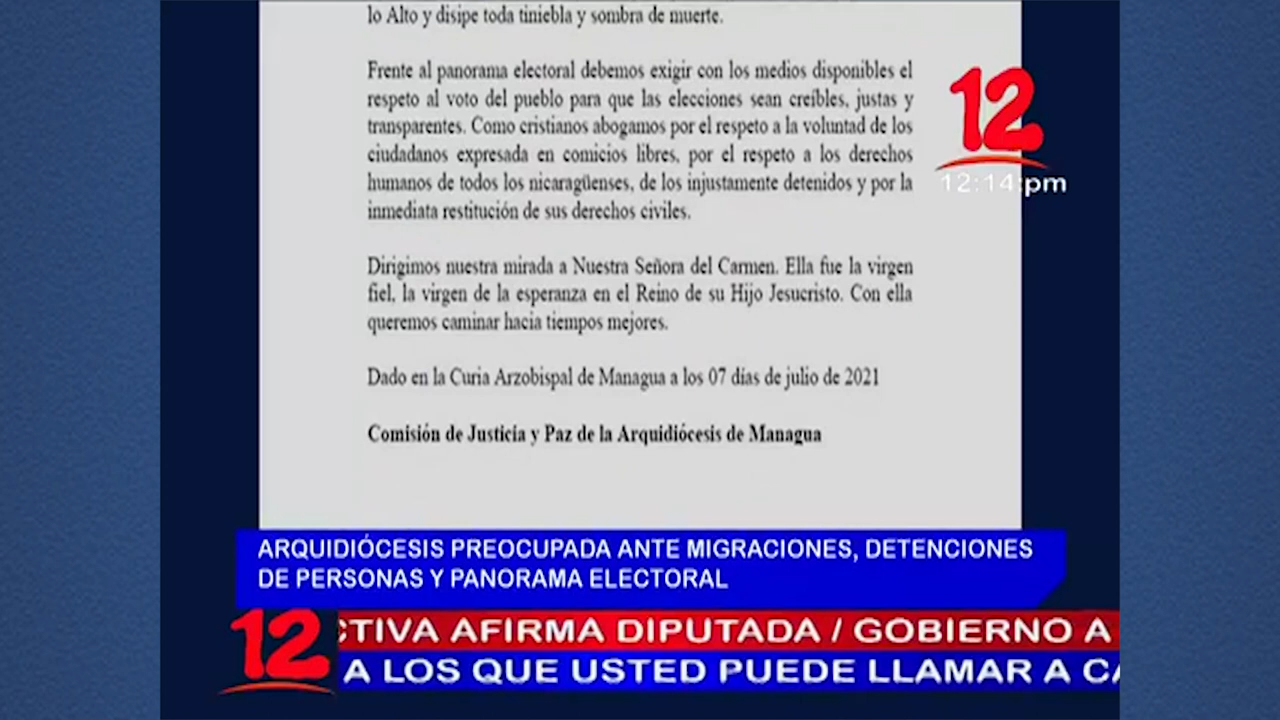 lo Alto y disipe toda tiniebla y sombra de muerte.
Frente al panorama electoral debemos exigir con los medios disponibles el
respeto al voto del pueblo para que las elecciones sean creíbles, justas y
transparentes. Como cristianos abogamos por el respeto a la voluntad de los
ciudadanos expresada en comicios libres, por el respeto a los derechos
humanos de todos los nicaragüenses, de los injustamente detenidos y por la
inmediata restitución de sus derechos civiles.
Dirigimos nuestra mirada a Nuestra Señora del Carmen. Ella fue la virgen
fiel, la virgen de la esperanza en el Reino de su Hijo Jesucristo. Con ella
queremos caminar hacia tiempos mejores.
Dado en la Curia Arzobispal de Managua a los 07 días de julio de 2021
Comisión de Justicia y Paz de la Arquidiócesis de Managua
12
12:14:pm
ARQUIDIÓCESIS PREOCUPADA ANTE MIGRACIONES, DETENCIONES
DE PERSONAS Y PANORAMA ELECTORAL
12
CTIVA AFIRMA DIPUTADA / GOBIERNO A
A LOS QUE USTED PUEDE LLAMAR A CA